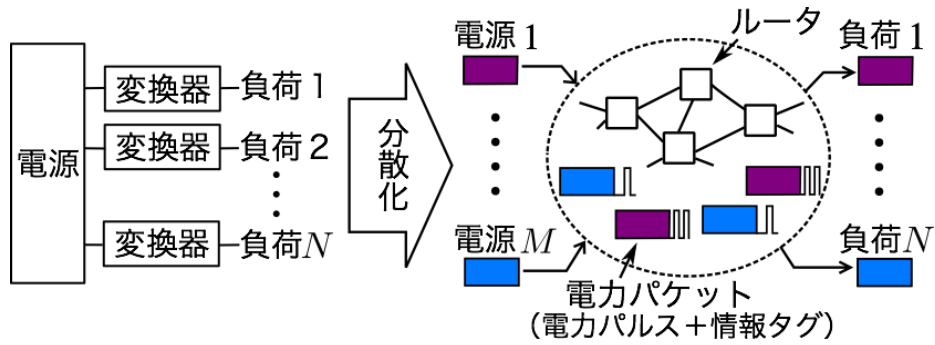 電源
変換器
負荷1
変換器
負荷2
変換器
負荷N
分散化
電源1
電源M
ルータ
負荷1
負荷N
電力パケット
(電力パルス+情報タグ)